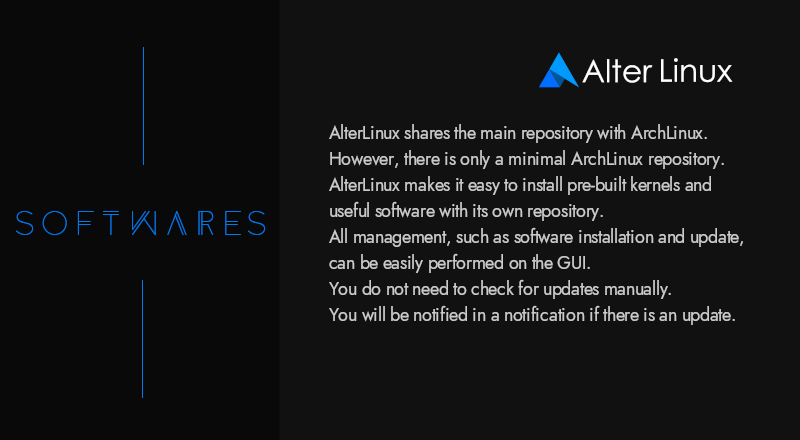 SOFTWARES
Alter Linux
AlterLinux shares the main repository with ArchLinux.
However, there is only a minimal ArchLinux repository.
AlterLinux makes it easy to install pre-built kernels and
useful software with its own repository.
All management, such as software installation and update,
can be easily performed on the GUI.
You do not need to check for updates manually.
You will be notified in a notification if there is an update.